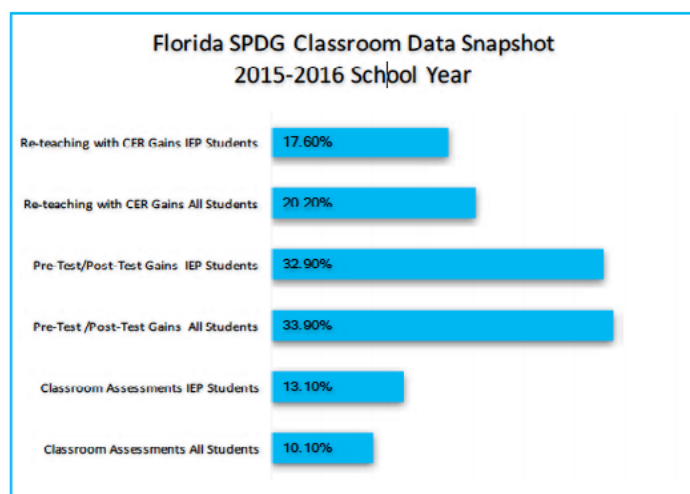 Florida SPDG Classroom Data Snapshot
2015-2016 School Year
Re-teaching with CER Gains IEP Students 17.60%
Re-teaching with CER Gains All Students 20.20%
Pre-Test/Post-Test Gains IEP Students 32.90%
Pre-Test /Post-Test Gains All Students 33.90%
Classroom Assessments IEP Students 13.10%
Classroom Assessments All Students 10.10%